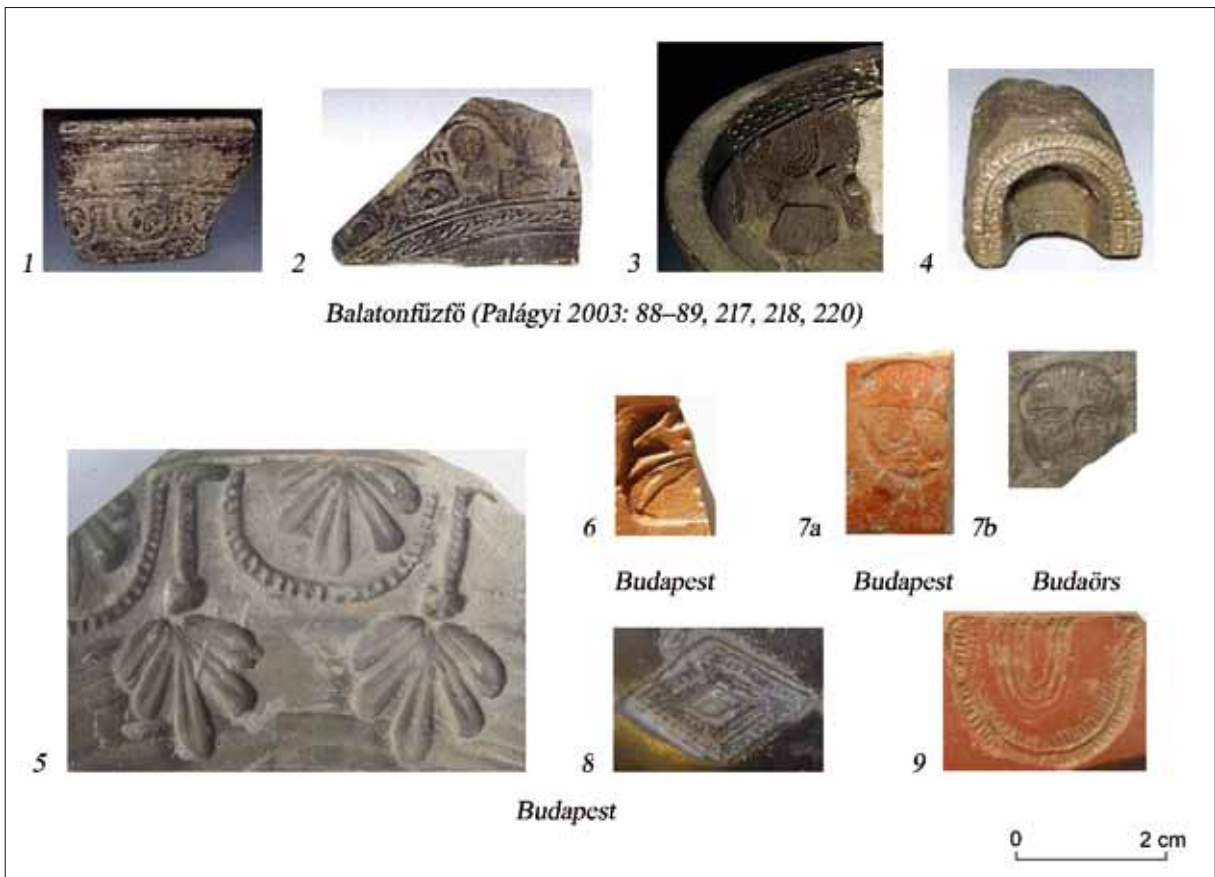 1
2
3
4
Balatonfűzfő (Palágyi 2003: 88–89, 217, 218, 220)
5
6
7a
7b
Budapest
Budapest
Budaörs
8
9
Budapest
0 2 cm